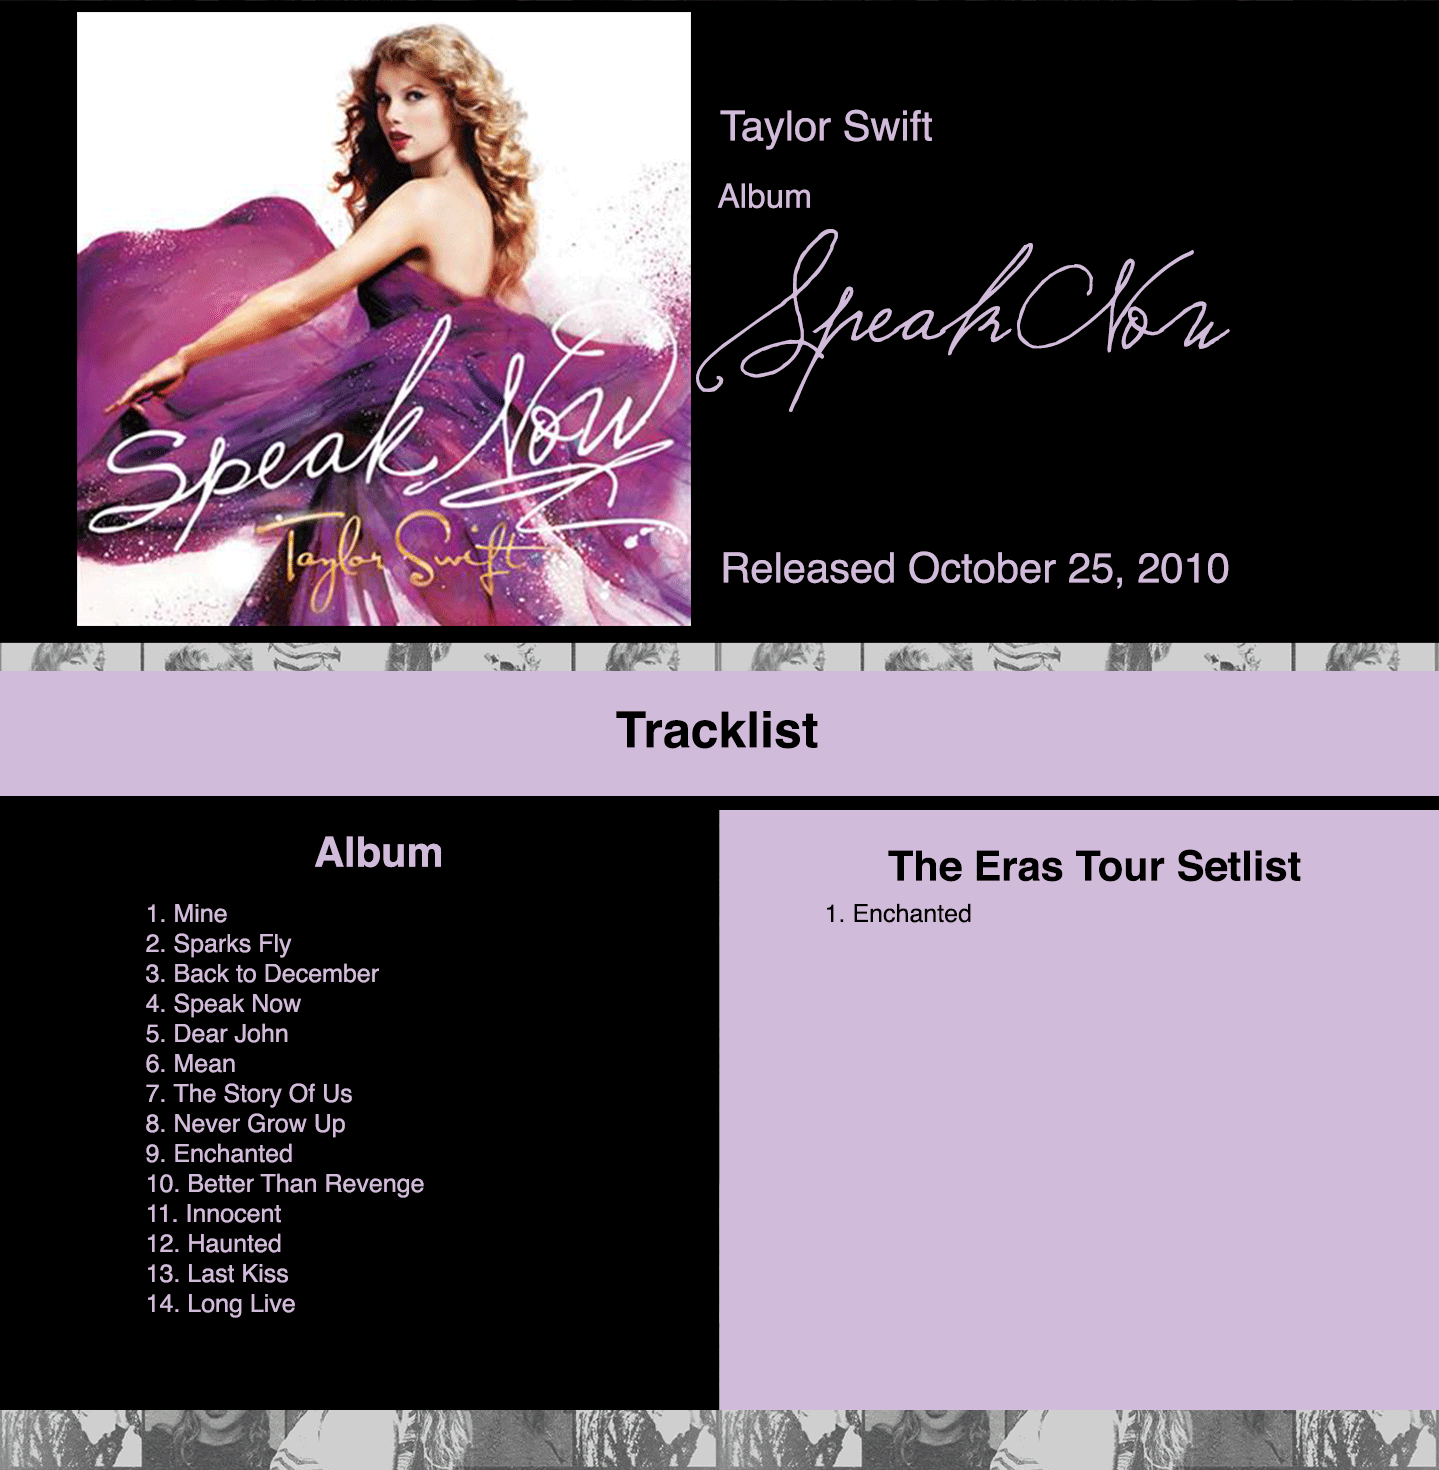 Speak Now
Taylor Swift
Taylor Swift
Album
Speak Now
Released October 25, 2010
Tracklist
Album
1. Mine
2. Sparks Fly
3. Back to December
4. Speak Now
5. Dear John
6. Mean
7. The Story Of Us
8. Never Grow Up
9. Enchanted
10. Better Than Revenge
11. Innocent
12. Haunted
13. Last Kiss
14. Long Live
The Eras Tour Setlist
1. Enchanted